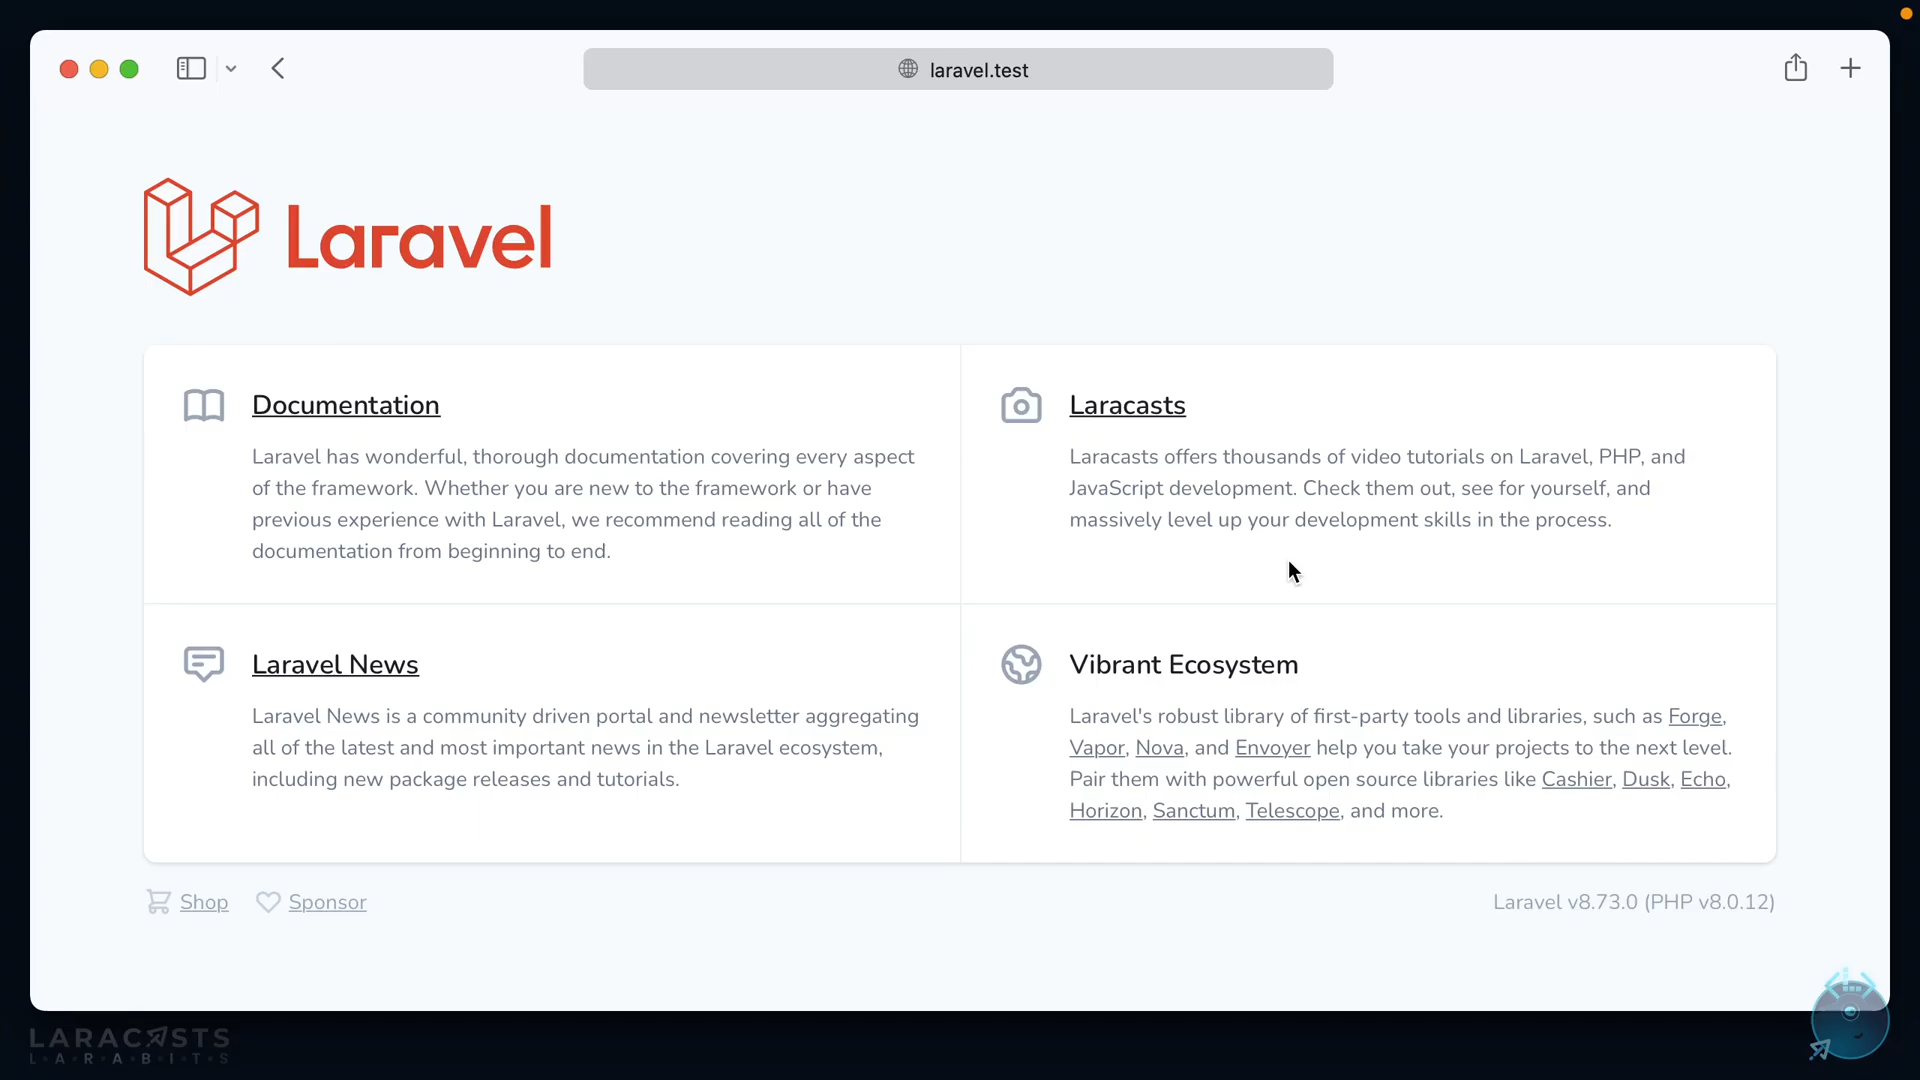 laravel.test
Laravel
Documentation
Laravel has wonderful, thorough documentation covering every aspect
of the framework. Whether you are new to the framework or have
previous experience with Laravel, we recommend reading all of the
documentation from beginning to end.
Laracasts
Laracasts offers thousands of video tutorials on Laravel, PHP, and
JavaScript development. Check them out, see for yourself, and
massively level up your development skills in the process.
Laravel News
Laravel News is a community driven portal and newsletter aggregating
all of the latest and most important news in the Laravel ecosystem,
including new package releases and tutorials.
Vibrant Ecosystem
Laravel's robust library of first-party tools and libraries, such as Forge,
Vapor, Nova, and Envoyer help you take your projects to the next level.
Pair them with powerful open source libraries like Cashier, Dusk, Echo,
Horizon, Sanctum, Telescope, and more.
Shop
Sponsor
Laravel v8.73.0 (PHP v8.0.12)
LARACASTS
L·A·R·A·B·I·T·S